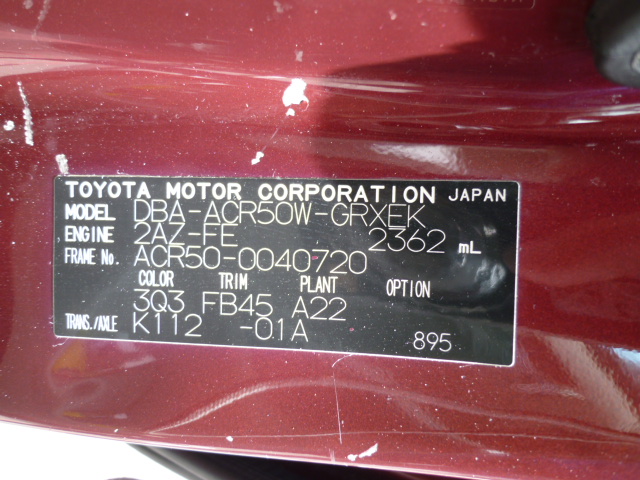 TOYOTA MOTOR CORPORATION JAPAN
MODEL DBA-ACR50W-GRXEK
ENGINE 2AZ-FE 2362 mL
FRAME No. ACR50-0040720
COLOR TRIM PLANT OPTION
3Q3 FB45 A22
TRANS./AXLE K112 -01A 895